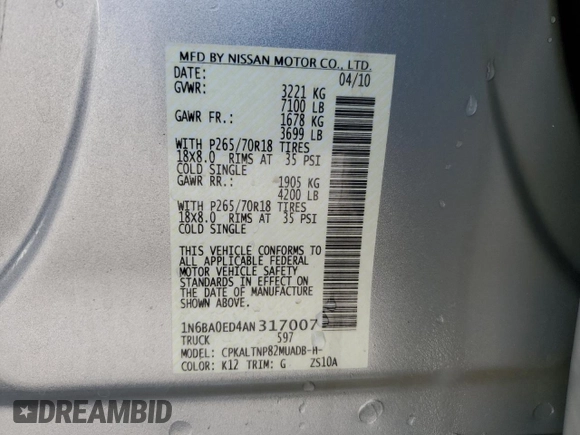 MFD BY NISSAN MOTOR CO., LTD.
DATE: 04/10
GVWR: 3221 KG
7100 LB
GAWR FR.: 1678 KG
3699 LB
WITH P265/70R18 TIRES
18X8.0 RIMS AT 35 PSI
COLD SINGLE
GAWR RR.: 1905 KG
4200 LB
WITH P265/70R18 TIRES
18X8.0 RIMS AT 35 PSI
COLD SINGLE
THIS VEHICLE CONFORMS TO
ALL APPLICABLE FEDERAL
MOTOR VEHICLE SAFETY
STANDARDS IN EFFECT ON
THE DATE OF MANUFACTURE
SHOWN ABOVE.
1N6BA0ED4AN317007
TRUCK 597
MODEL: CPKALTNP82MUADB-H-
COLOR: K12 TRIM: G ZS10A
DREAMBID